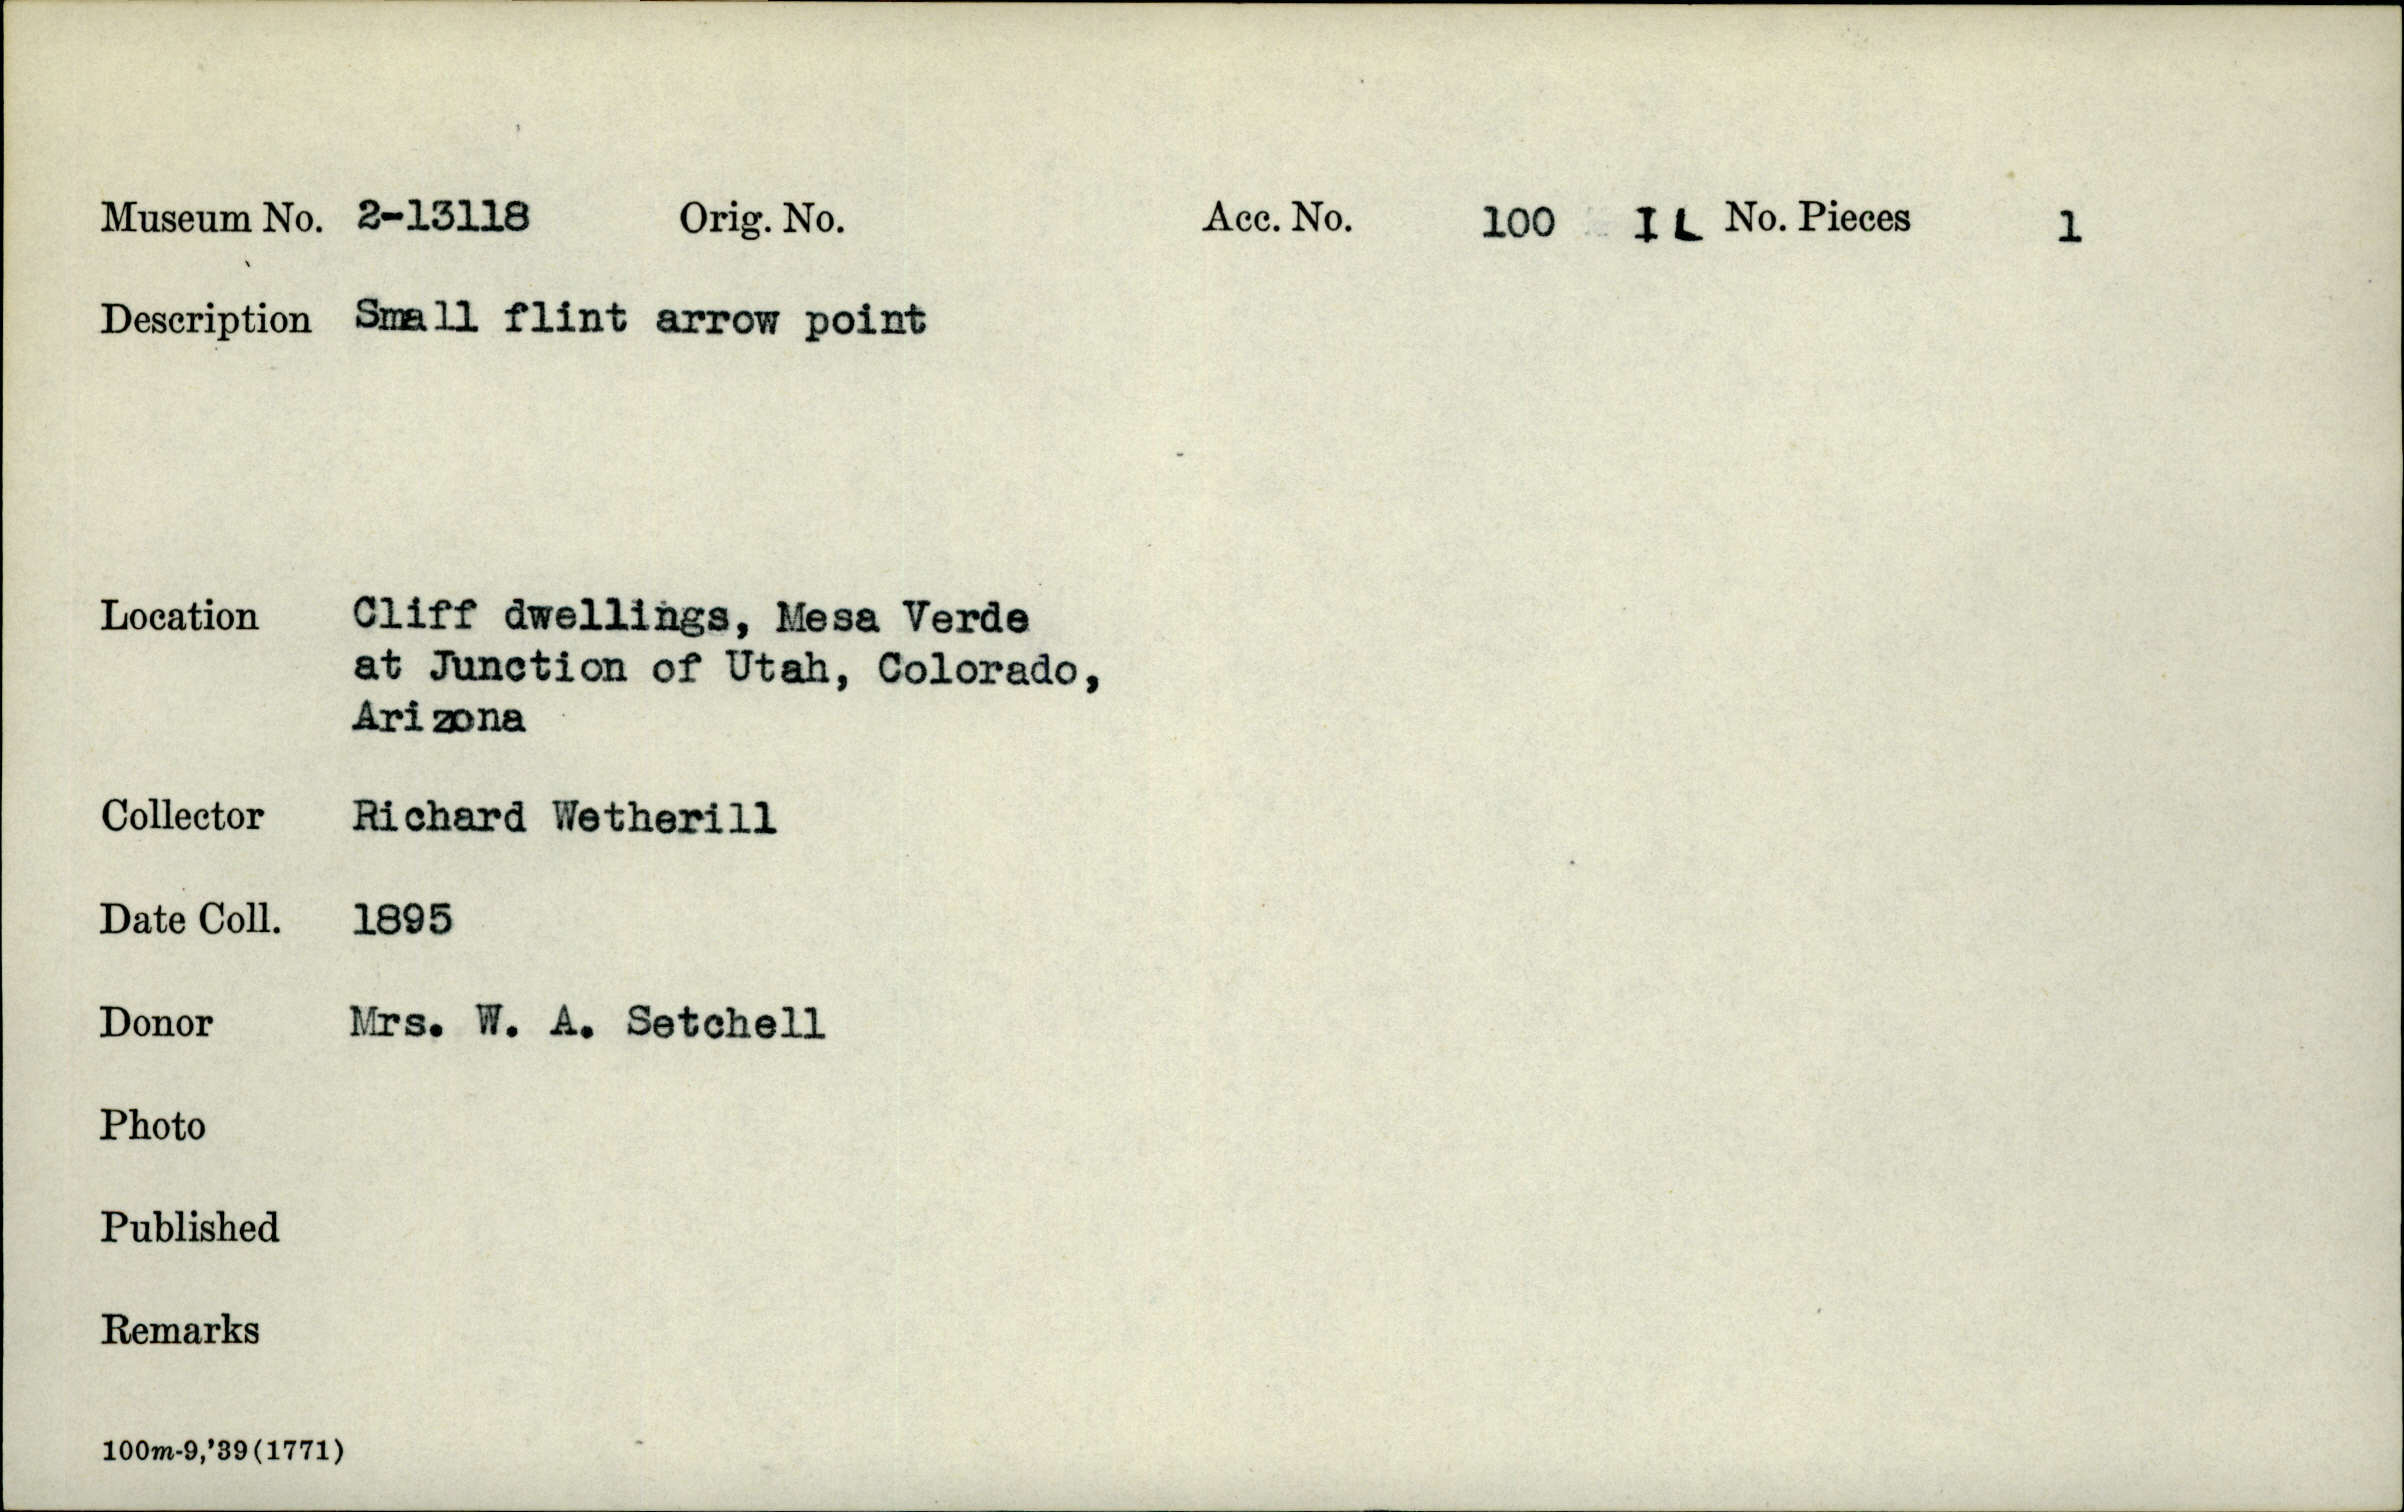 Museum No. 2-13118 Orig. No. Acc. No. 100 I L No. Pieces 1
Description Small flint arrow point
Location Cliff dwellings, Mesa Verde
at Junction of Utah, Colorado,
Arizona
Collector Richard Wetherill
Date Coll. 1895
Donor Mrs. W. A. Setchell
Photo
Published
Remarks
100m-9,'39(1771)